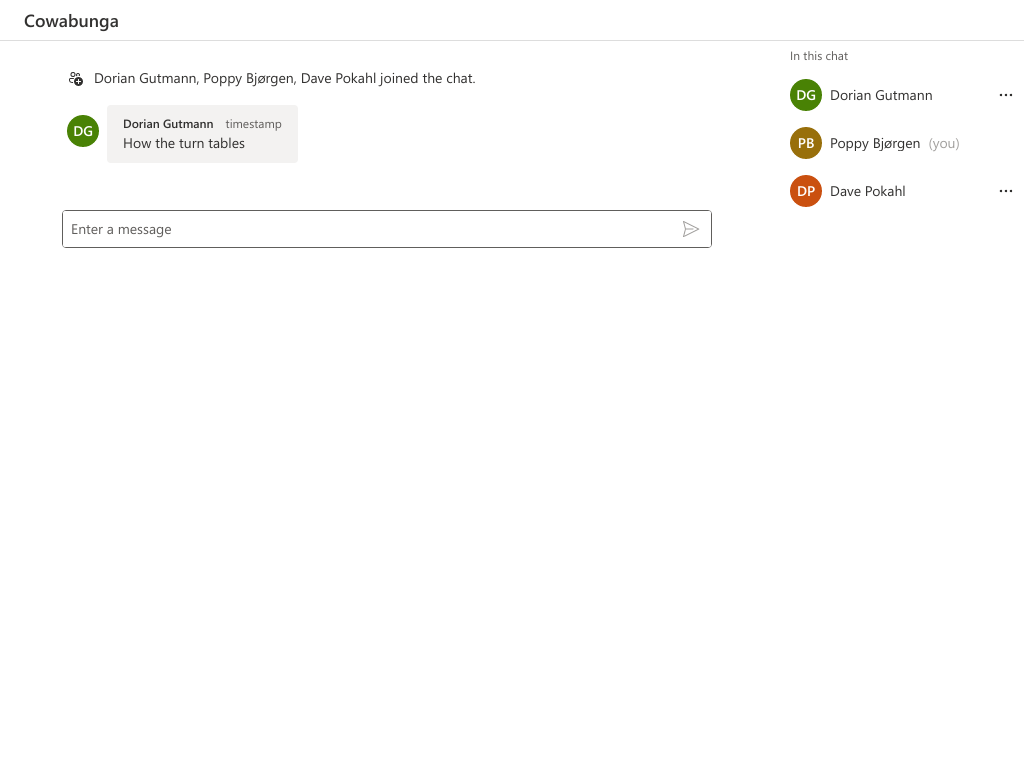 Cowabunga
Dorian Gutmann, Poppy Bjørgen, Dave Pokahl joined the chat.
DG
Dorian Gutmann timestamp
How the turn tables
Enter a message
In this chat
DG Dorian Gutmann
PB Poppy Bjørgen (you)
DP Dave Pokahl